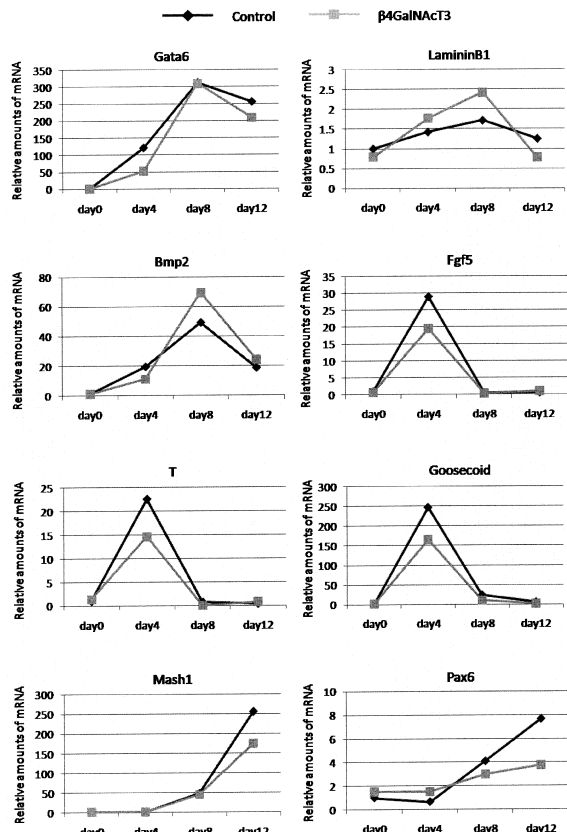 Control β4GalNAcT3
Gata6
Relative amounts of mRNA
350
300
250
200
150
100
50
0
day0 day4 day8 day12
LamininB1
Relative amounts of mRNA
3
2.5
2
1.5
1
0.5
0
day0 day4 day8 day12
Bmp2
Relative amounts of mRNA
80
60
40
20
0
day0 day4 day8 day12
Fgf5
Relative amounts of mRNA
35
30
25
20
15
10
5
0
day0 day4 day8 day12
T
Relative amounts of mRNA
25
20
15
10
5
0
day0 day4 day8 day12
Goosecoid
Relative amounts of mRNA
300
250
200
150
100
50
0
day0 day4 day8 day12
Mash1
Relative amounts of mRNA
300
250
200
150
100
50
0
day0 day4 day8 day12
Pax6
Relative amounts of mRNA
10
8
6
4
2
0
day0 day4 day8 day12